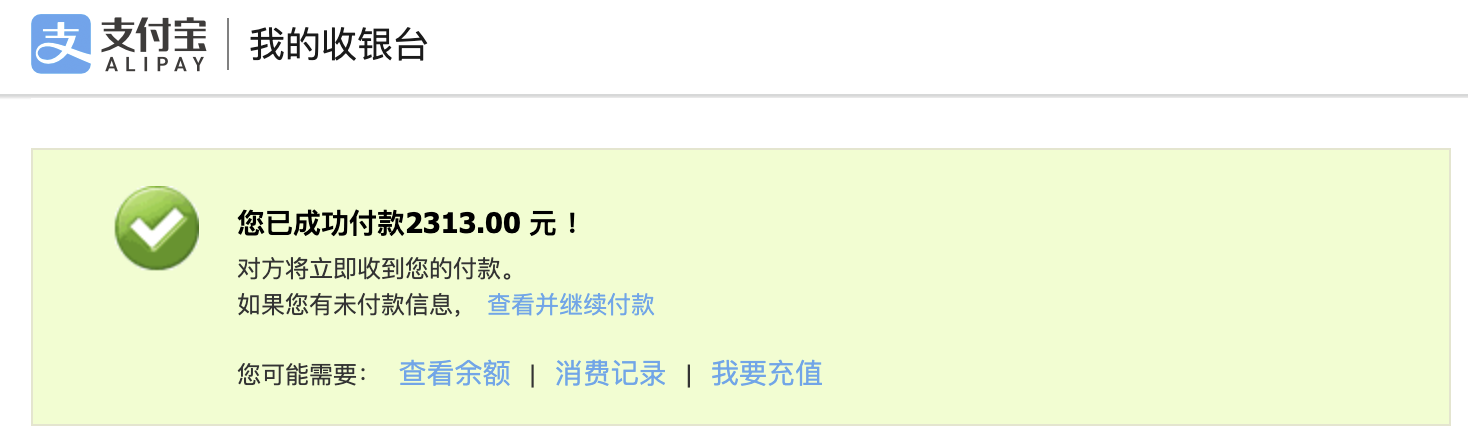 支付宝 ALIPAY | 我的收银台
您已成功付款2313.00 元！
对方将立即收到您的付款。
如果您有未付款信息， 查看并继续付款
您可能需要： 查看余额 | 消费记录 | 我要充值